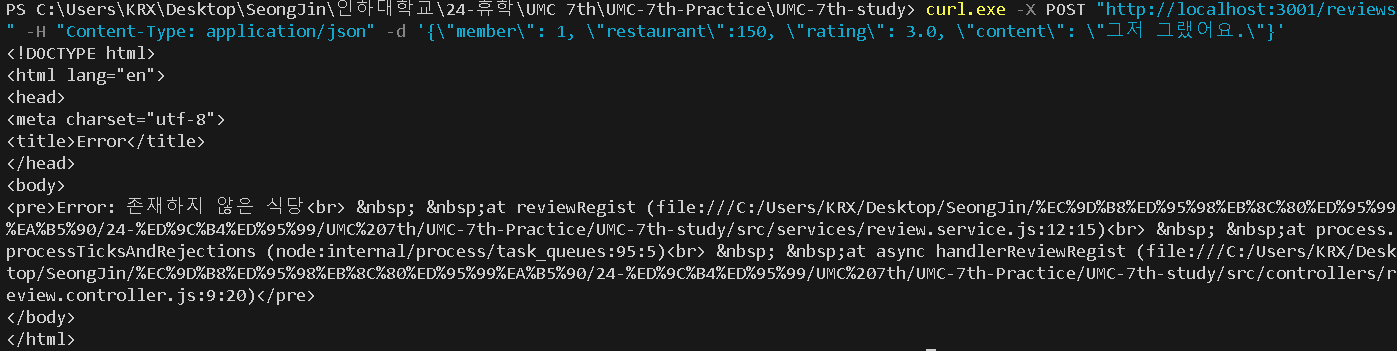 PS C:\Users\KRX\Desktop\SeongJin\인하대학교\24-휴학\UMC 7th\UMC-7th-Practice\UMC-7th-study> curl.exe -X POST "http://localhost:3001/reviews
" -H "Content-Type: application/json" -d '{\"member\": 1, \"restaurant\":150, \"rating\": 3.0, \"content\": \"그저 그랬어요.\"}'
<!DOCTYPE html>
<html lang="en">
<head>
<meta charset="utf-8">
<title>Error</title>
</head>
<body>
<pre>Error: 존재하지 않은 식당<br> &nbsp; &nbsp;at reviewRegist (file:///C:/Users/KRX/Desktop/SeongJin/%EC%9D%B8%ED%95%98%EB%8C%80%ED%95%99
%EA%B5%90/24-%ED%9C%B4%ED%95%99/UMC%207th/UMC-7th-Practice/UMC-7th-study/src/services/review.service.js:12:15)<br> &nbsp; &nbsp;at process.
processTicksAndRejections (node:internal/process/task_queues:95:5)<br> &nbsp; &nbsp;at async handlerReviewRegist (file:///C:/Users/KRX/Desk
top/SeongJin/%EC%9D%B8%ED%95%98%EB%8C%80%ED%95%99%EA%B5%90/24-%ED%9C%B4%ED%95%99/UMC%207th/UMC-7th-Practice/UMC-7th-study/src/controllers/r
eview.controller.js:9:20)</pre>
</body>
</html>